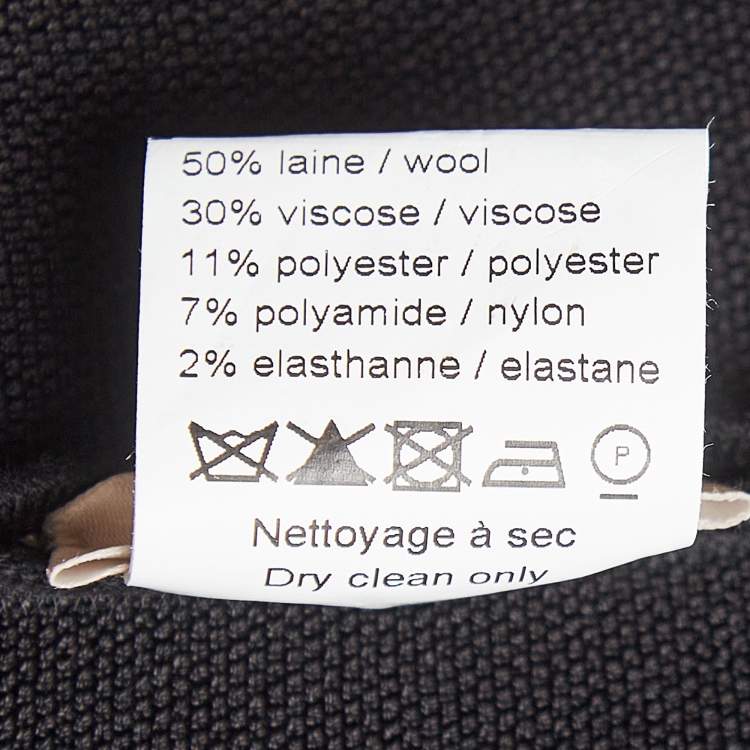 50% laine / wool
30% viscose / viscose
11% polyester / polyester
7% polyamide / nylon
2% elasthanne / elastane
P
Nettoyage à sec
Dry clean only